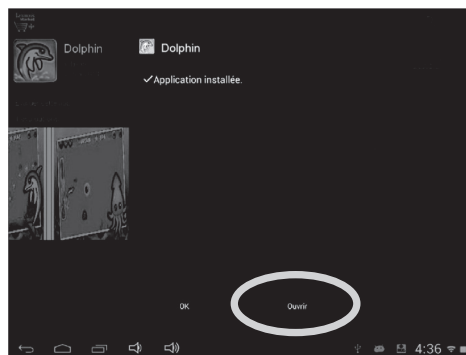 Dolphin
Dolphin
✓Application installée.
OK
Ouvrir
4:36